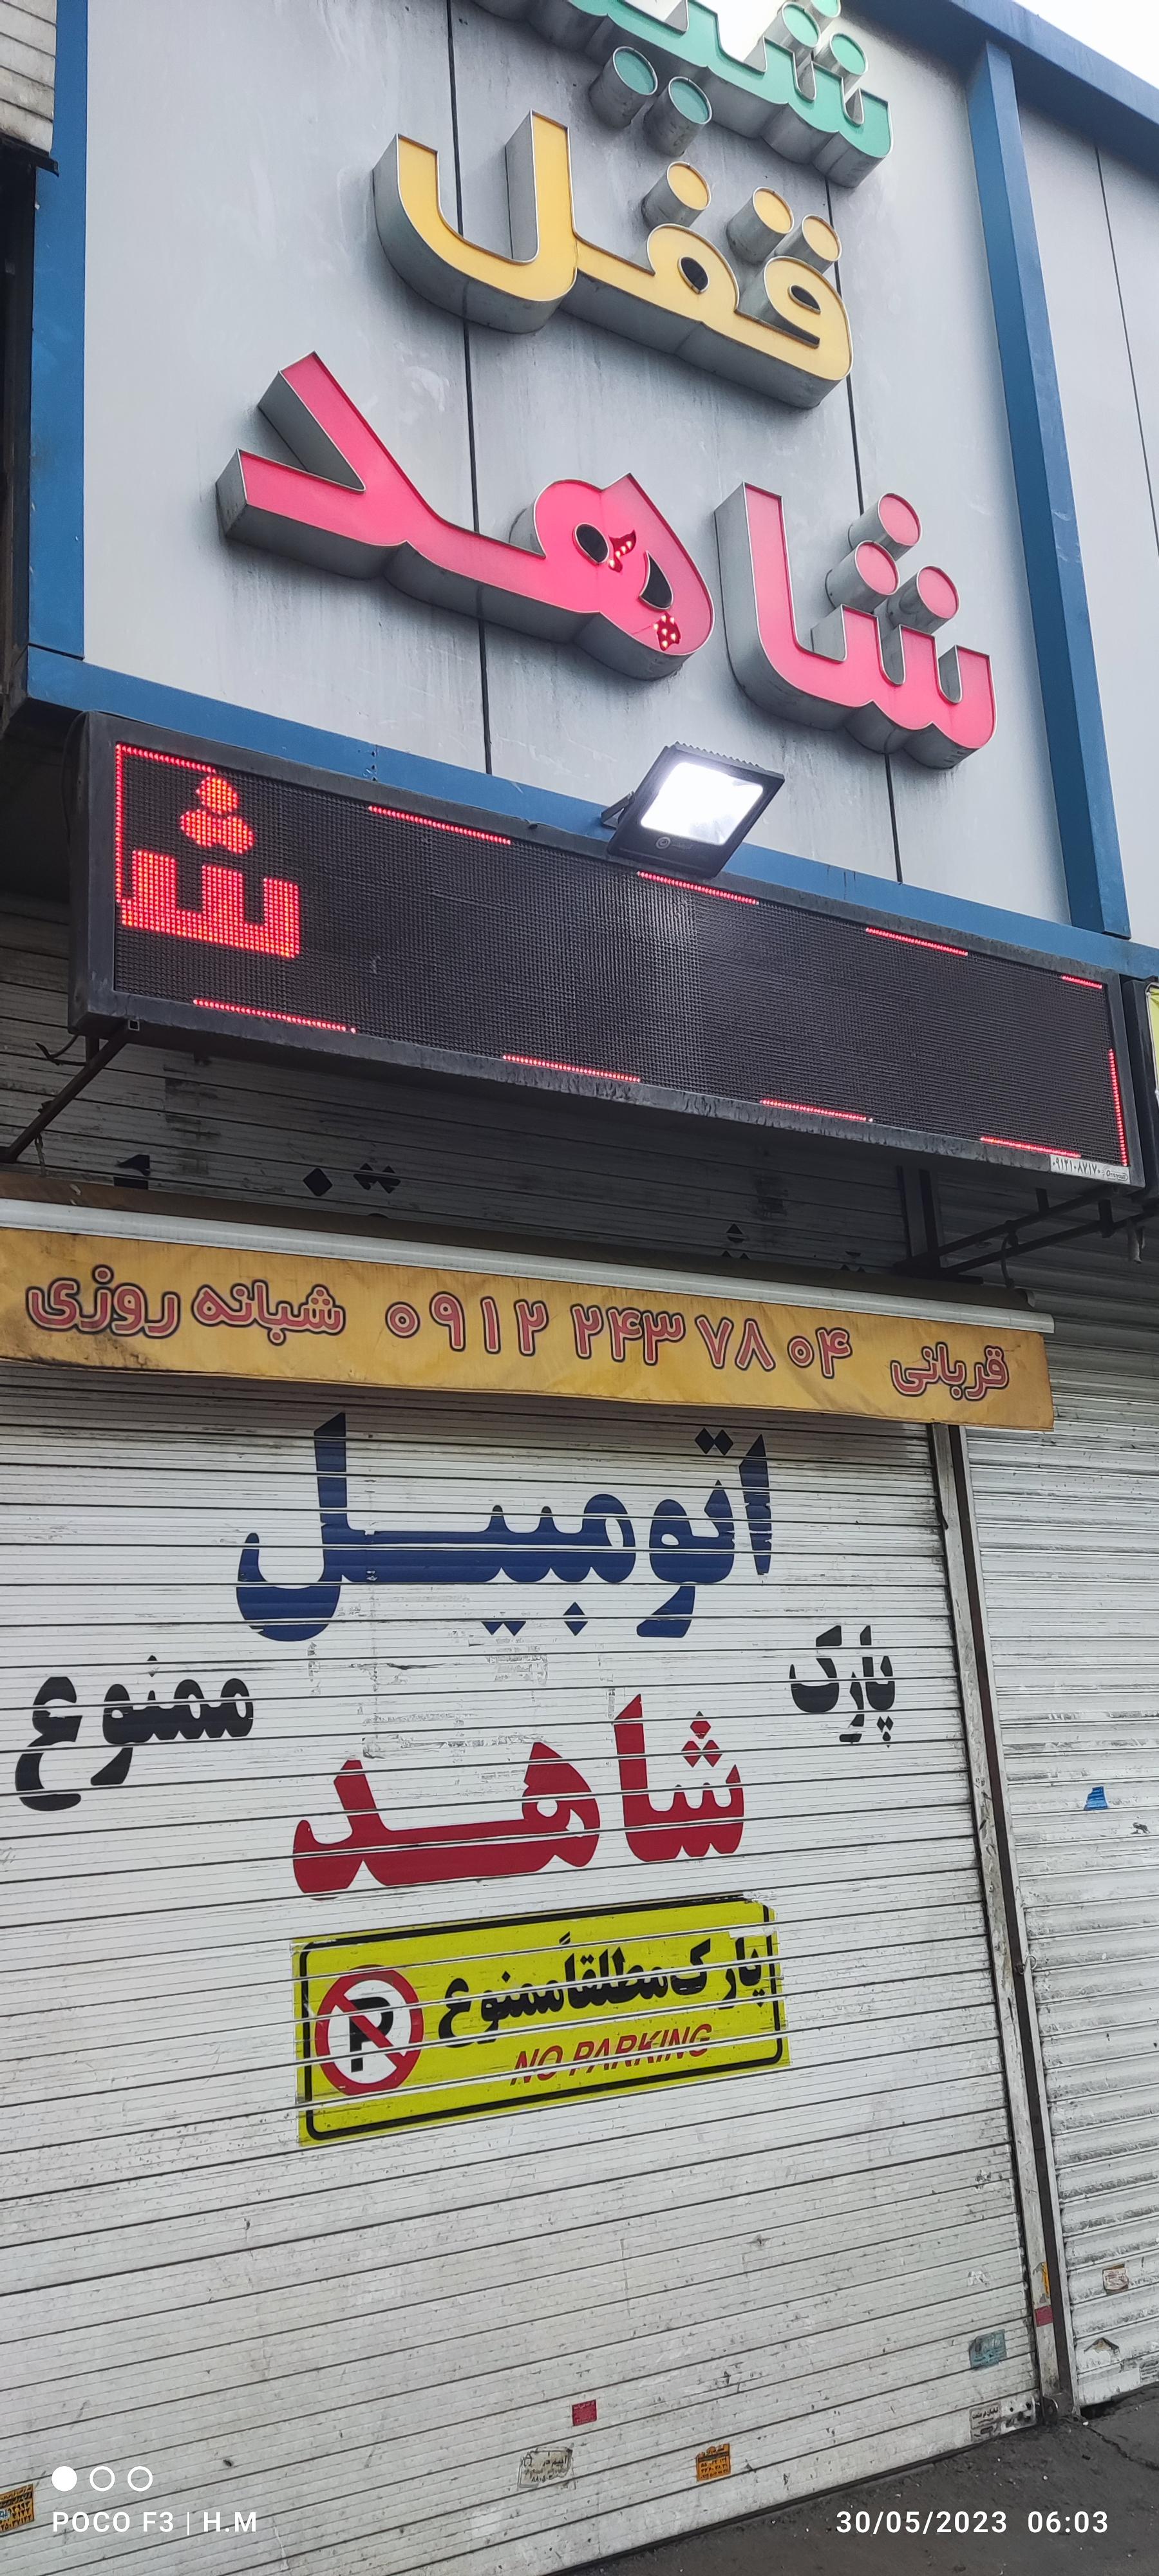 قفل
شاهد
ش
۰۹۱۲۱۰۸۷۱۷۰
شبانه روزی ۰۹۱۲ ۲۴۳ ۷۸ ۰۴ قربانی
اتومبیل
پارک ممنوع
شاهد
پارک مطلقاً ممنوع
P
NO PARKING
POCO F3 | H.M
30/05/2023 06:03